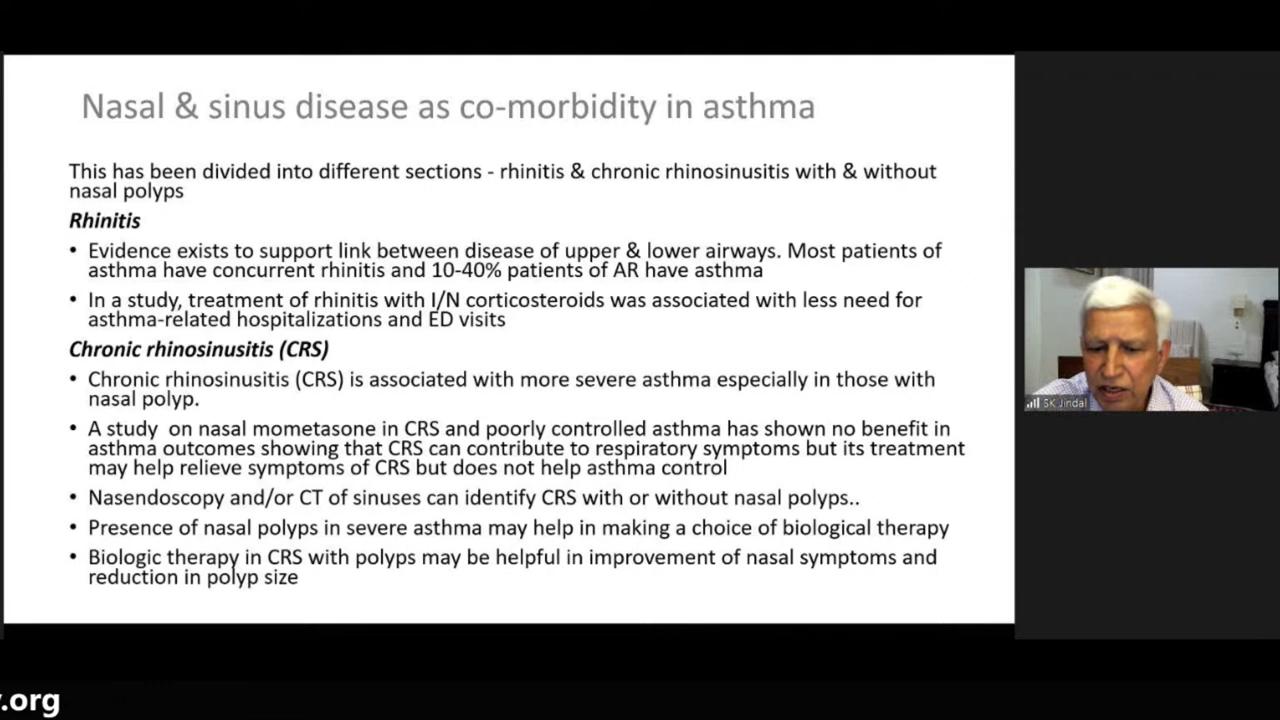 Nasal & sinus disease as co-morbidity in asthma
This has been divided into different sections - rhinitis & chronic rhinosinusitis with & without
nasal polyps
Rhinitis
• Evidence exists to support link between disease of upper & lower airways. Most patients of
asthma have concurrent rhinitis and 10-40% patients of AR have asthma
• In a study, treatment of rhinitis with I/N corticosteroids was associated with less need for
asthma-related hospitalizations and ED visits
Chronic rhinosinusitis (CRS)
• Chronic rhinosinusitis (CRS) is associated with more severe asthma especially in those with
nasal polyp.
• A study on nasal mometasone in CRS and poorly controlled asthma has shown no benefit in
asthma outcomes showing that CRS can contribute to respiratory symptoms but its treatment
may help relieve symptoms of CRS but does not help asthma control
• Nasendoscopy and/or CT of sinuses can identify CRS with or without nasal polyps..
• Presence of nasal polyps in severe asthma may help in making a choice of biological therapy
• Biologic therapy in CRS with polyps may be helpful in improvement of nasal symptoms and
reduction in polyp size
SK Jindal
.org